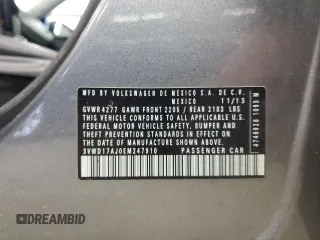 MFD BY VOLKSWAGEN DE MEXICO S.A. DE C.V.
MEXICO 11/13
GVWR 4277 GAWR FRONT 2205 / REAR 2183 LBS
THIS VEHICLE CONFORMS TO ALL APPLICABLE
FEDERAL MOTOR VEHICLE SAFETY, BUMPER AND THEFT
PREVENTION STANDARDS IN EFFECT
ON THE DATE OF MANUFACTURE SHOWN ABOVE
3VWD17AJ0EM247910 PASSENGER CAR
DREAMBID